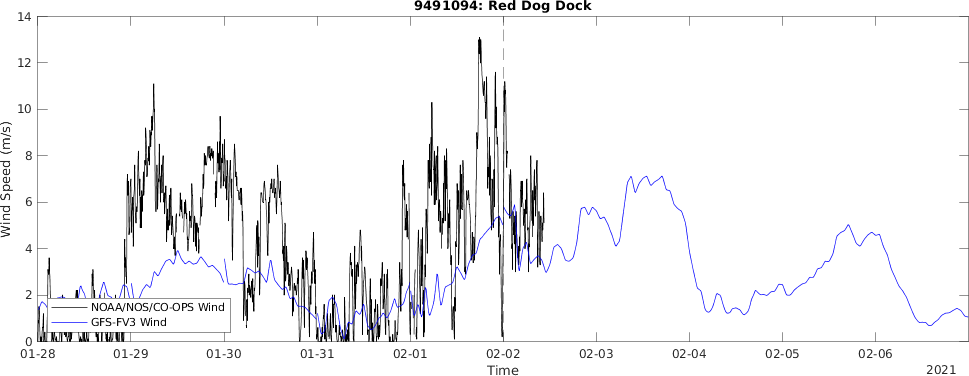 9491094: Red Dog Dock
Wind Speed (m/s)
14
12
10
8
6
4
2
0
NOAA/NOS/CO-OPS Wind
GFS-FV3 Wind
01-28 01-29 01-30 01-31 02-01 02-02 02-03 02-04 02-05 02-06
Time
2021